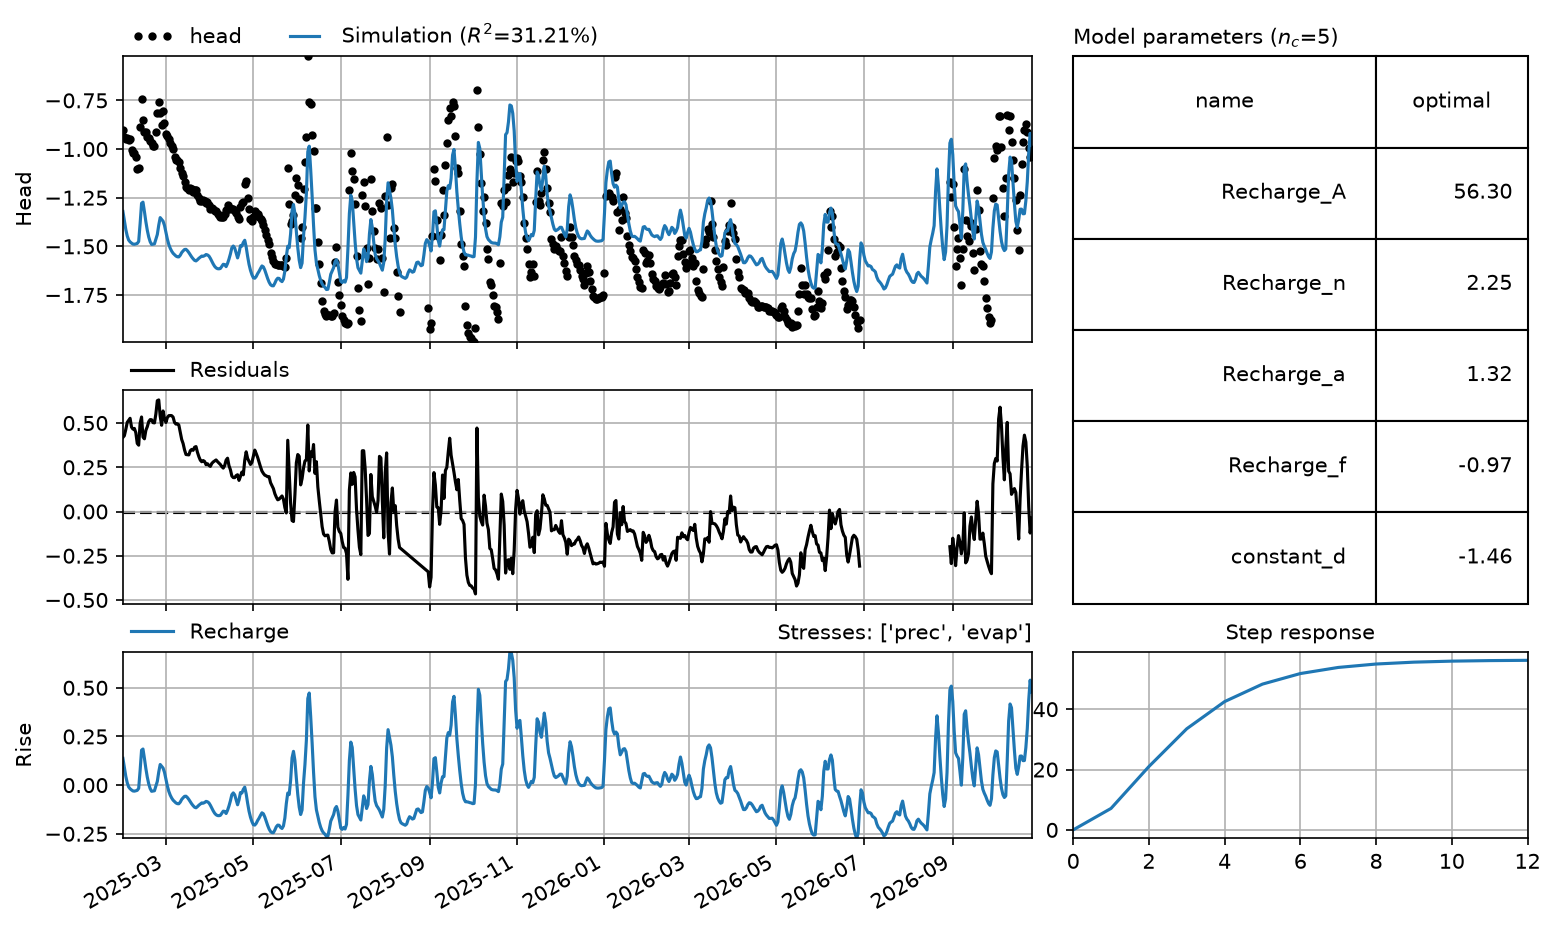 head Simulation (R²=31.21%)
Model parameters (n_c=5)
Head
−0.75
−1.00
−1.25
−1.50
−1.75
name optimal
Recharge_A 56.30
Recharge_n 2.25
Recharge_a 1.32
Recharge_f -0.97
constant_d -1.46
Residuals
0.50
0.25
0.00
−0.25
−0.50
Recharge Stresses: ['prec', 'evap']
Rise
0.50
0.25
0.00
−0.25
2025-03 2025-05 2025-07 2025-09 2025-11 2026-01 2026-03 2026-05 2026-07 2026-09
Step response
40
20
0
0 2 4 6 8 10 12